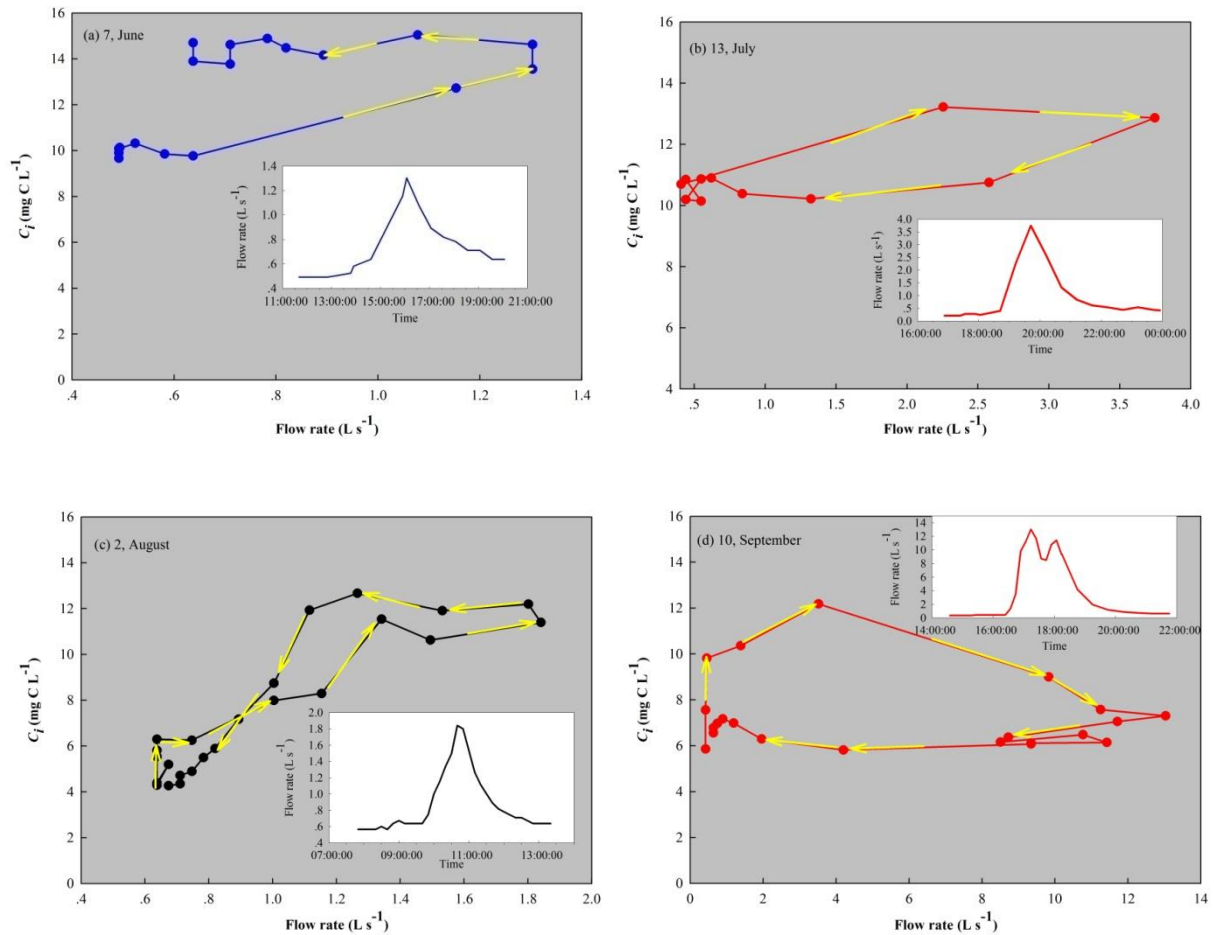 16
14
12
10
8
6
4
2
0
C_i (mg C L⁻¹)
(a) 7, June
1.4
1.2
1.0
.8
.6
.4
Flow rate (L s⁻¹)
11:00:00 13:00:00 15:00:00 17:00:00 19:00:00 21:00:00
Time
.4 .6 .8 1.0 1.2 1.4
Flow rate (L s⁻¹)
16
14
12
10
8
6
4
C_i (mg C L⁻¹)
(b) 13, July
4.0
3.5
3.0
2.5
2.0
1.5
1.0
.5
0.0
Flow rate (L s⁻¹)
16:00:00 18:00:00 20:00:00 22:00:00 00:00:00
Time
.5 1.0 1.5 2.0 2.5 3.0 3.5 4.0
Flow rate (L s⁻¹)
16
14
12
10
8
6
4
2
0
C_i (mg C L⁻¹)
(c) 2, August
2.0
1.8
1.6
1.4
1.2
1.0
.8
.6
.4
Flow rate (L s⁻¹)
07:00:00 09:00:00 11:00:00 13:00:00
Time
.4 .6 .8 1.0 1.2 1.4 1.6 1.8 2.0
Flow rate (L s⁻¹)
16
14
12
10
8
6
4
2
0
C_i (mg C L⁻¹)
(d) 10, September
14
12
10
8
6
4
2
0
Flow rate (L s⁻¹)
14:00:00 16:00:00 18:00:00 20:00:00 22:00:00
Time
0 2 4 6 8 10 12 14
Flow rate (L s⁻¹)